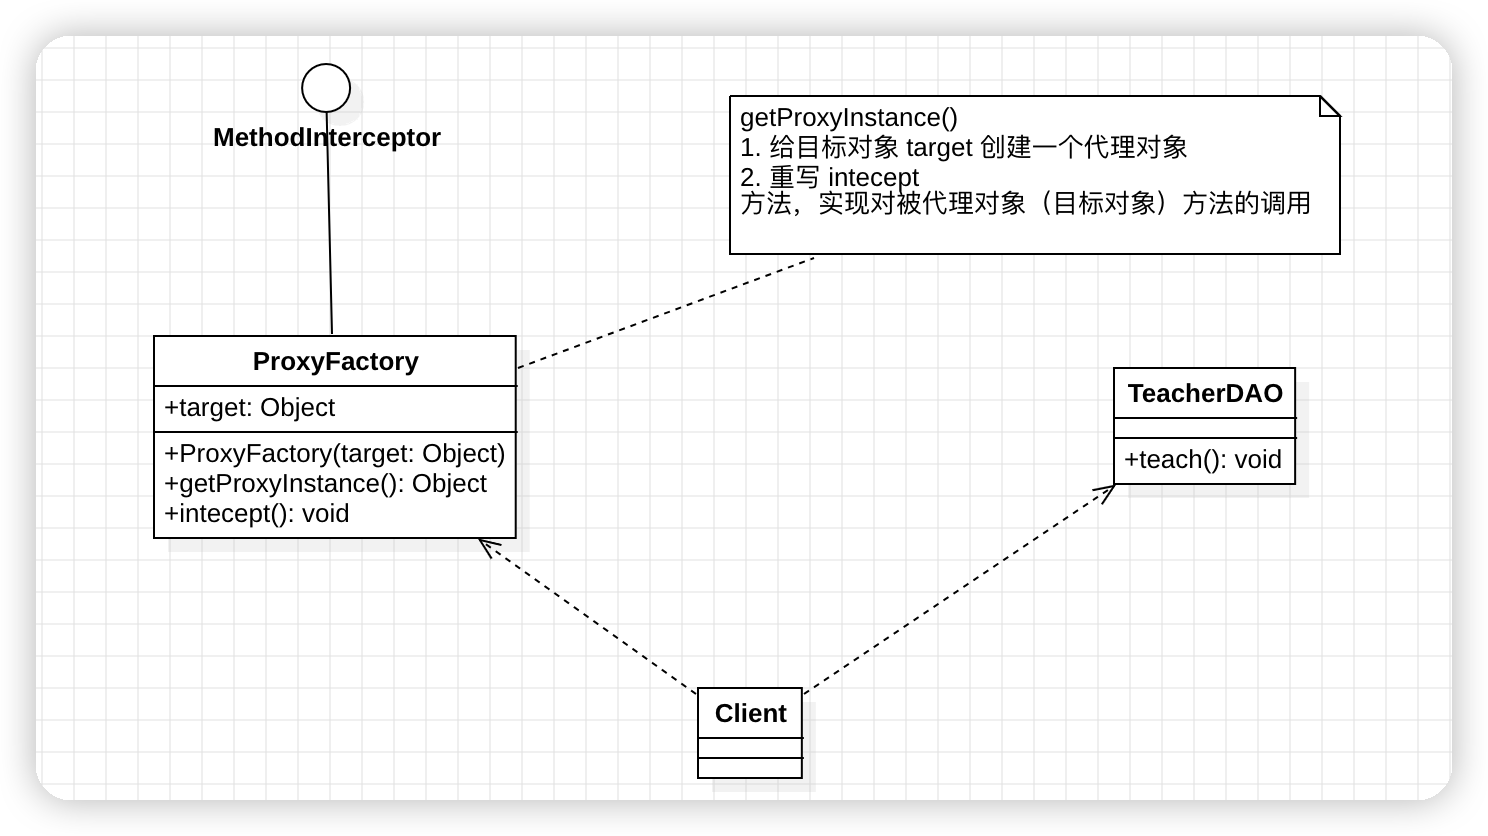 MethodInterceptor
getProxyInstance()
1. 给目标对象 target 创建一个代理对象
2. 重写 intecept
方法，实现对被代理对象（目标对象）方法的调用
ProxyFactory
+target: Object
+ProxyFactory(target: Object)
+getProxyInstance(): Object
+intecept(): void
TeacherDAO
+teach(): void
Client